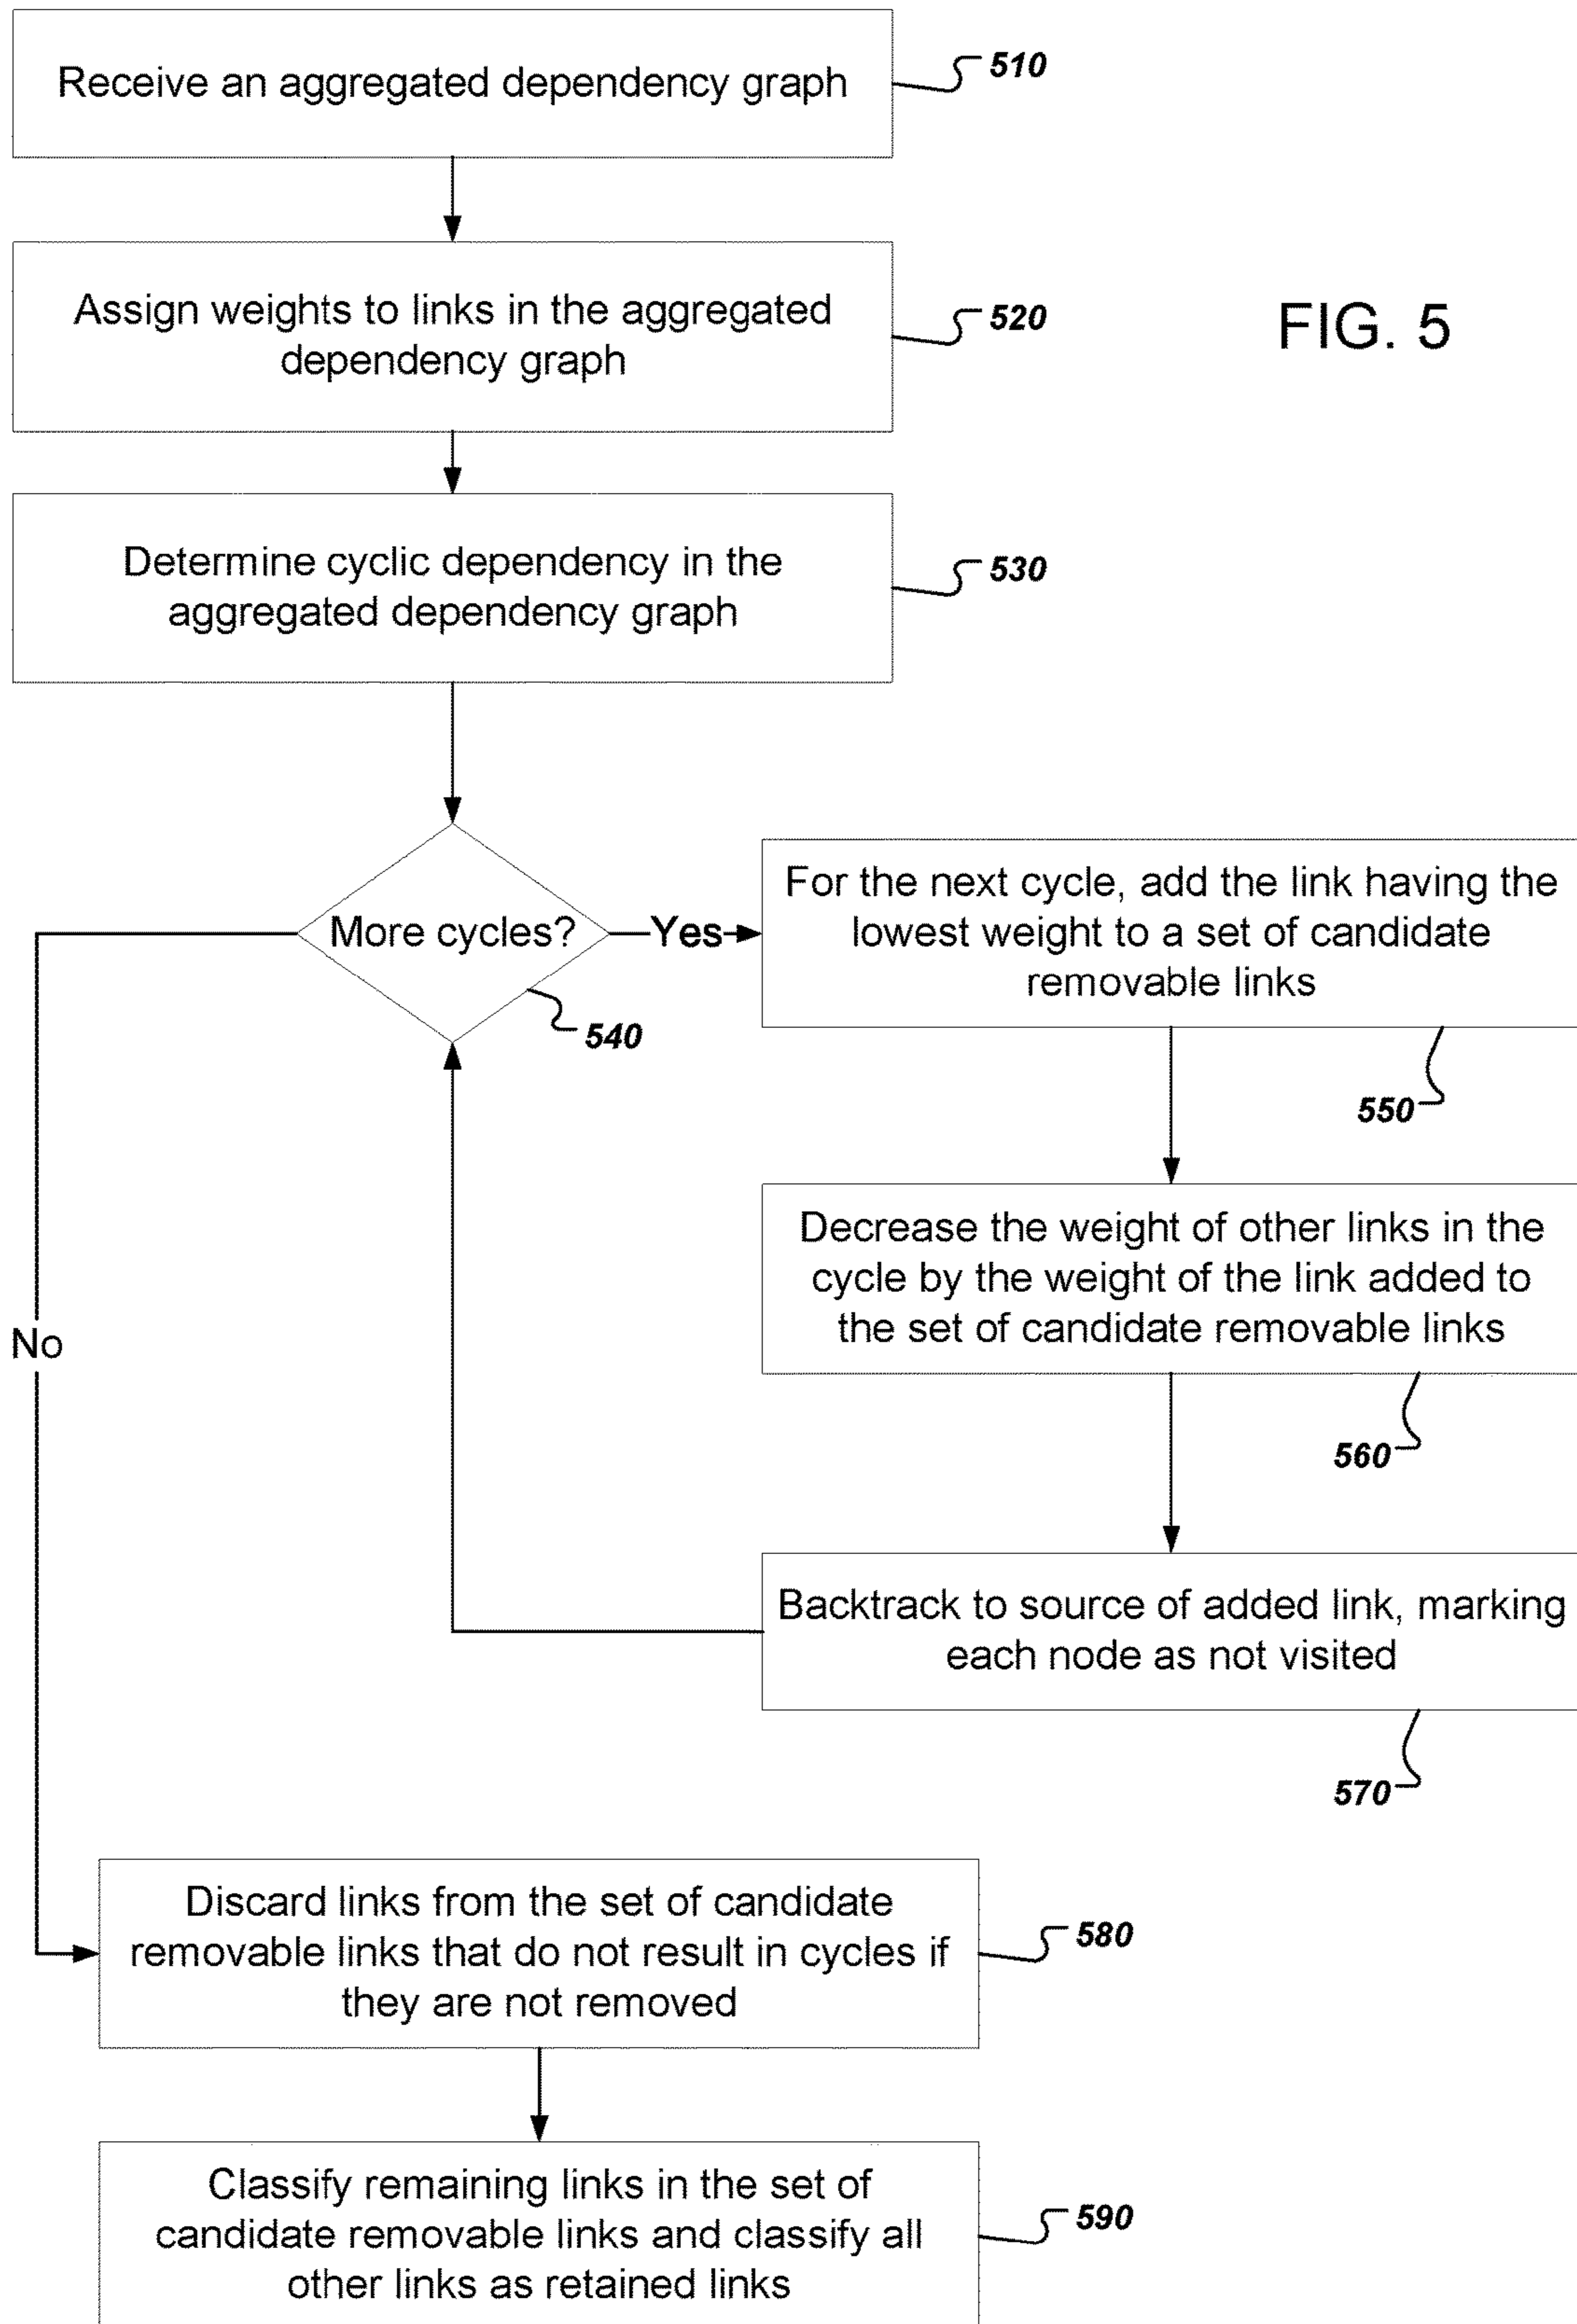 Receive an aggregated dependency graph
510
Assign weights to links in the aggregated
dependency graph
520
FIG. 5
Determine cyclic dependency in the
aggregated dependency graph
530
More cycles?
Yes
540
For the next cycle, add the link having the
lowest weight to a set of candidate
removable links
550
Decrease the weight of other links in the
cycle by the weight of the link added to
the set of candidate removable links
560
No
Backtrack to source of added link, marking
each node as not visited
570
Discard links from the set of candidate
removable links that do not result in cycles if
they are not removed
580
Classify remaining links in the set of
candidate removable links and classify all
other links as retained links
590